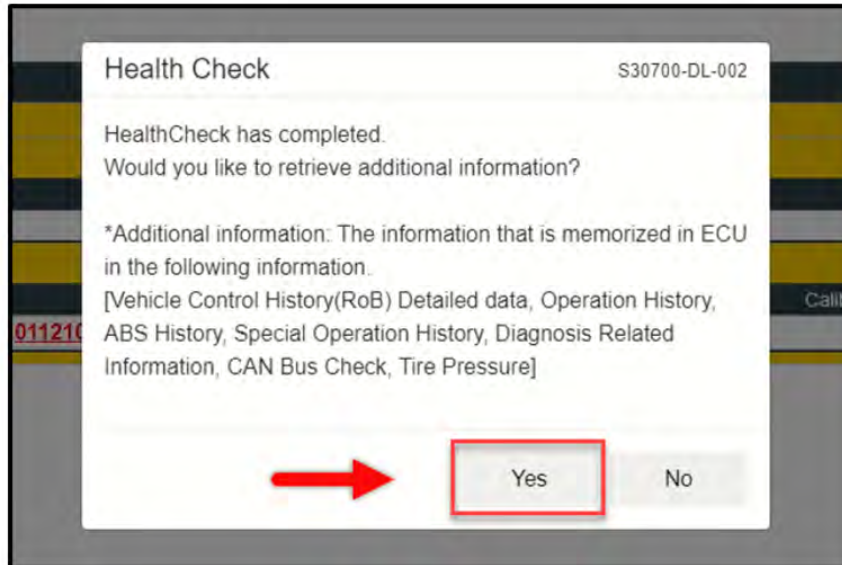 Health Check
S30700-DL-002
HealthCheck has completed.
Would you like to retrieve additional information?
*Additional information: The information that is memorized in ECU
in the following information.
[Vehicle Control History(RoB) Detailed data, Operation History,
ABS History, Special Operation History, Diagnosis Related
Information, CAN Bus Check, Tire Pressure]
Yes
No